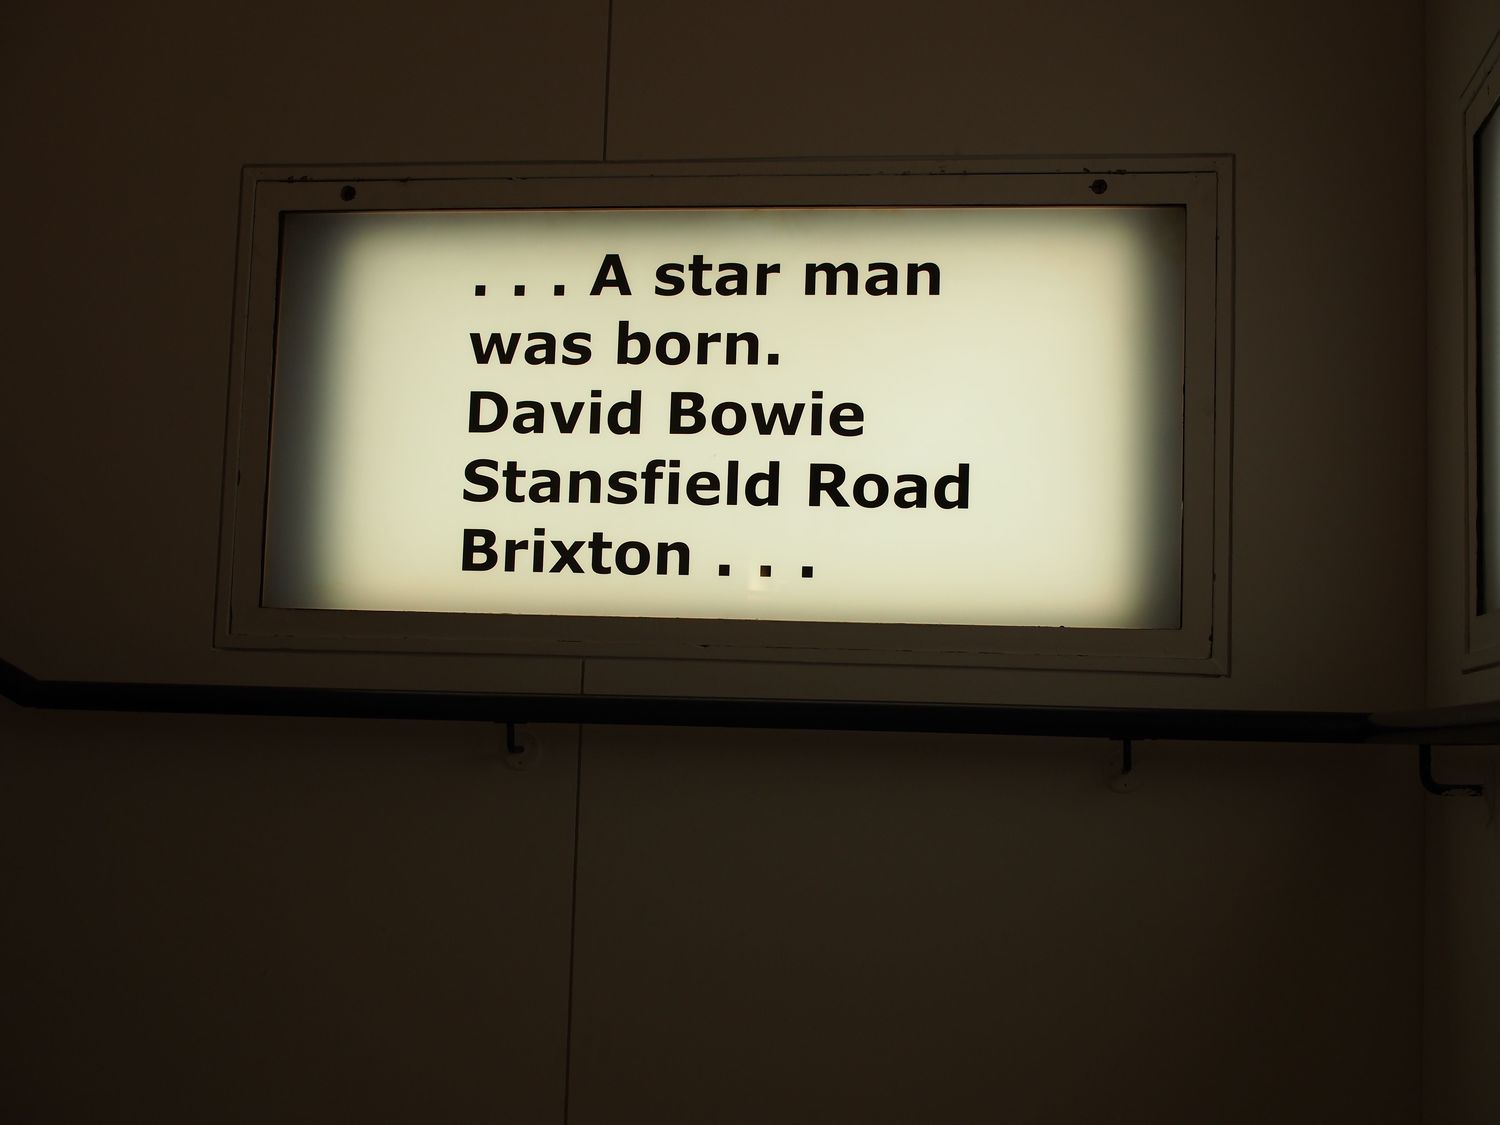 . . . A star man
was born.
David Bowie
Stansfield Road
Brixton . . .